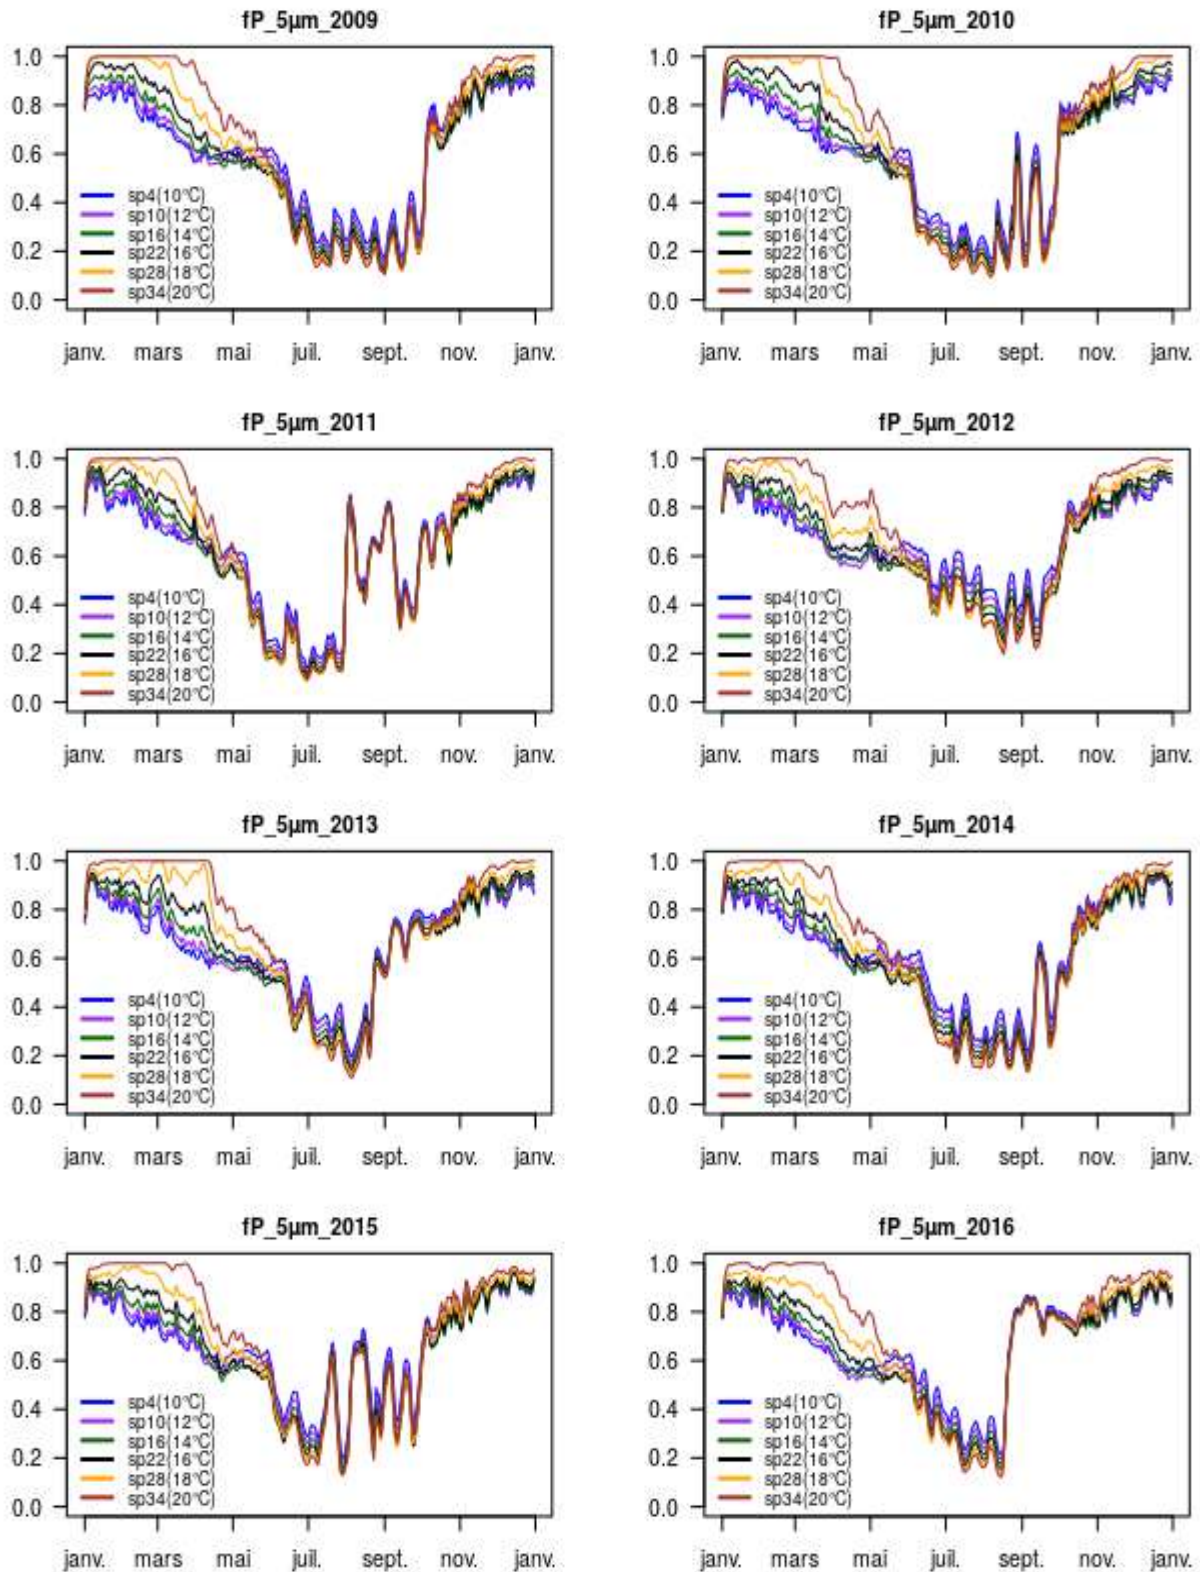 fP_5µm_2009
1.0
0.8
0.6
0.4
0.2
0.0
sp4(10°C)
sp10(12°C)
sp16(14°C)
sp22(16°C)
sp28(18°C)
sp34(20°C)
janv. mars mai juil. sept. nov. janv.
fP_5µm_2010
1.0
0.8
0.6
0.4
0.2
0.0
sp4(10°C)
sp10(12°C)
sp16(14°C)
sp22(16°C)
sp28(18°C)
sp34(20°C)
janv. mars mai juil. sept. nov. janv.
fP_5µm_2011
1.0
0.8
0.6
0.4
0.2
0.0
sp4(10°C)
sp10(12°C)
sp16(14°C)
sp22(16°C)
sp28(18°C)
sp34(20°C)
janv. mars mai juil. sept. nov. janv.
fP_5µm_2012
1.0
0.8
0.6
0.4
0.2
0.0
sp4(10°C)
sp10(12°C)
sp16(14°C)
sp22(16°C)
sp28(18°C)
sp34(20°C)
janv. mars mai juil. sept. nov. janv.
fP_5µm_2013
1.0
0.8
0.6
0.4
0.2
0.0
sp4(10°C)
sp10(12°C)
sp16(14°C)
sp22(16°C)
sp28(18°C)
sp34(20°C)
janv. mars mai juil. sept. nov. janv.
fP_5µm_2014
1.0
0.8
0.6
0.4
0.2
0.0
sp4(10°C)
sp10(12°C)
sp16(14°C)
sp22(16°C)
sp28(18°C)
sp34(20°C)
janv. mars mai juil. sept. nov. janv.
fP_5µm_2015
1.0
0.8
0.6
0.4
0.2
0.0
sp4(10°C)
sp10(12°C)
sp16(14°C)
sp22(16°C)
sp28(18°C)
sp34(20°C)
janv. mars mai juil. sept. nov. janv.
fP_5µm_2016
1.0
0.8
0.6
0.4
0.2
0.0
sp4(10°C)
sp10(12°C)
sp16(14°C)
sp22(16°C)
sp28(18°C)
sp34(20°C)
janv. mars mai juil. sept. nov. janv.